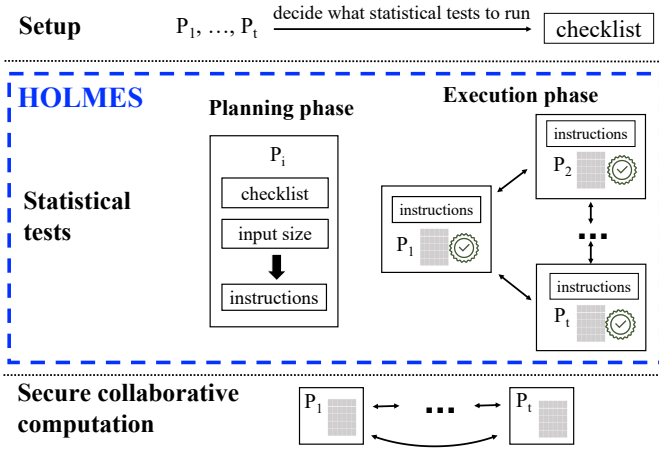 Setup
P1, ..., Pt
decide what statistical tests to run
checklist
HOLMES
Statistical
tests
Planning phase
Pi
checklist
input size
instructions
Execution phase
instructions
P1
instructions
P2
...
instructions
Pt
Secure collaborative
computation
P1
...
Pt